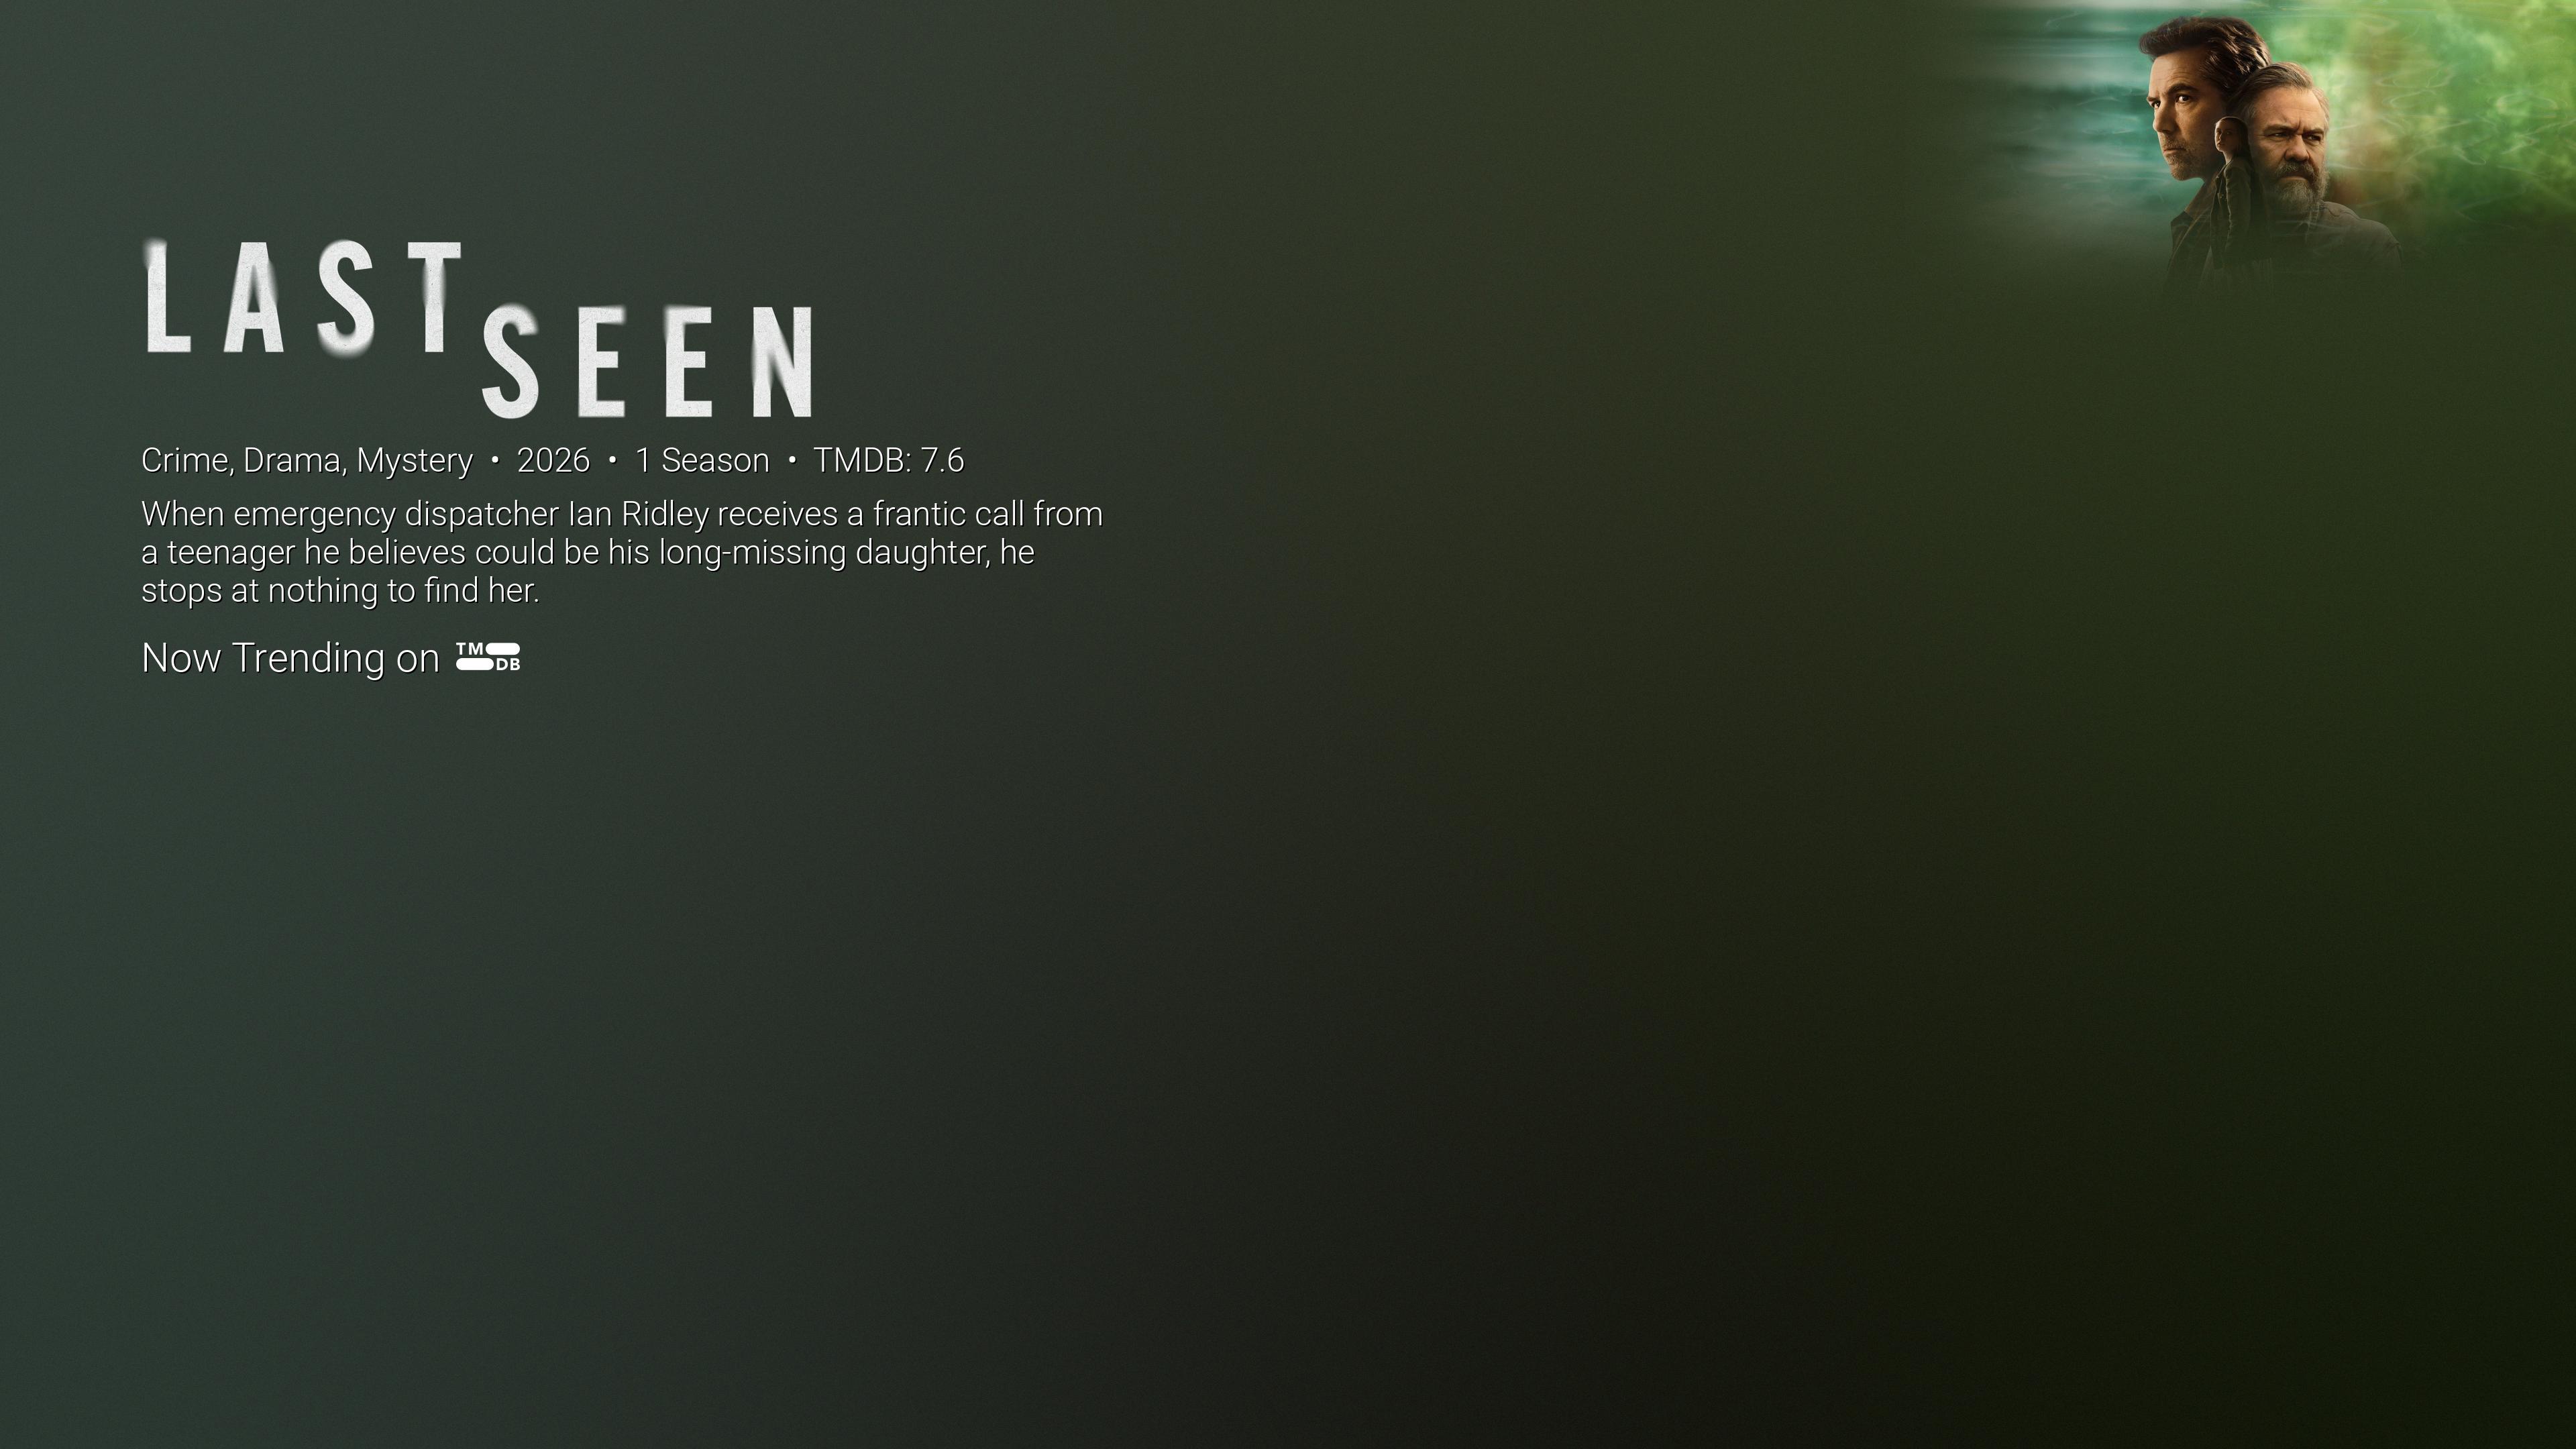 LAST
SEEN
Crime, Drama, Mystery • 2026 • 1 Season • TMDB: 7.6
When emergency dispatcher Ian Ridley receives a frantic call from
a teenager he believes could be his long-missing daughter, he
stops at nothing to find her.
Now Trending on TMDB